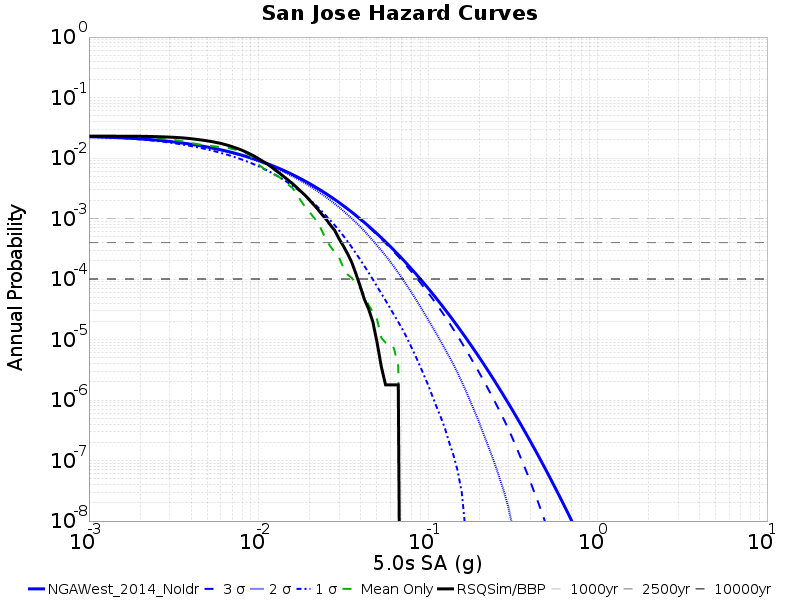 San Jose Hazard Curves
Annual Probability
10^0
10^-1
10^-2
10^-3
10^-4
10^-5
10^-6
10^-7
10^-8
10^-3 10^-2 10^-1 10^0 10^1
5.0s SA (g)
NGAWest_2014_NoIdr 3 σ 2 σ 1 σ Mean Only RSQSim/BBP 1000yr 2500yr 10000yr